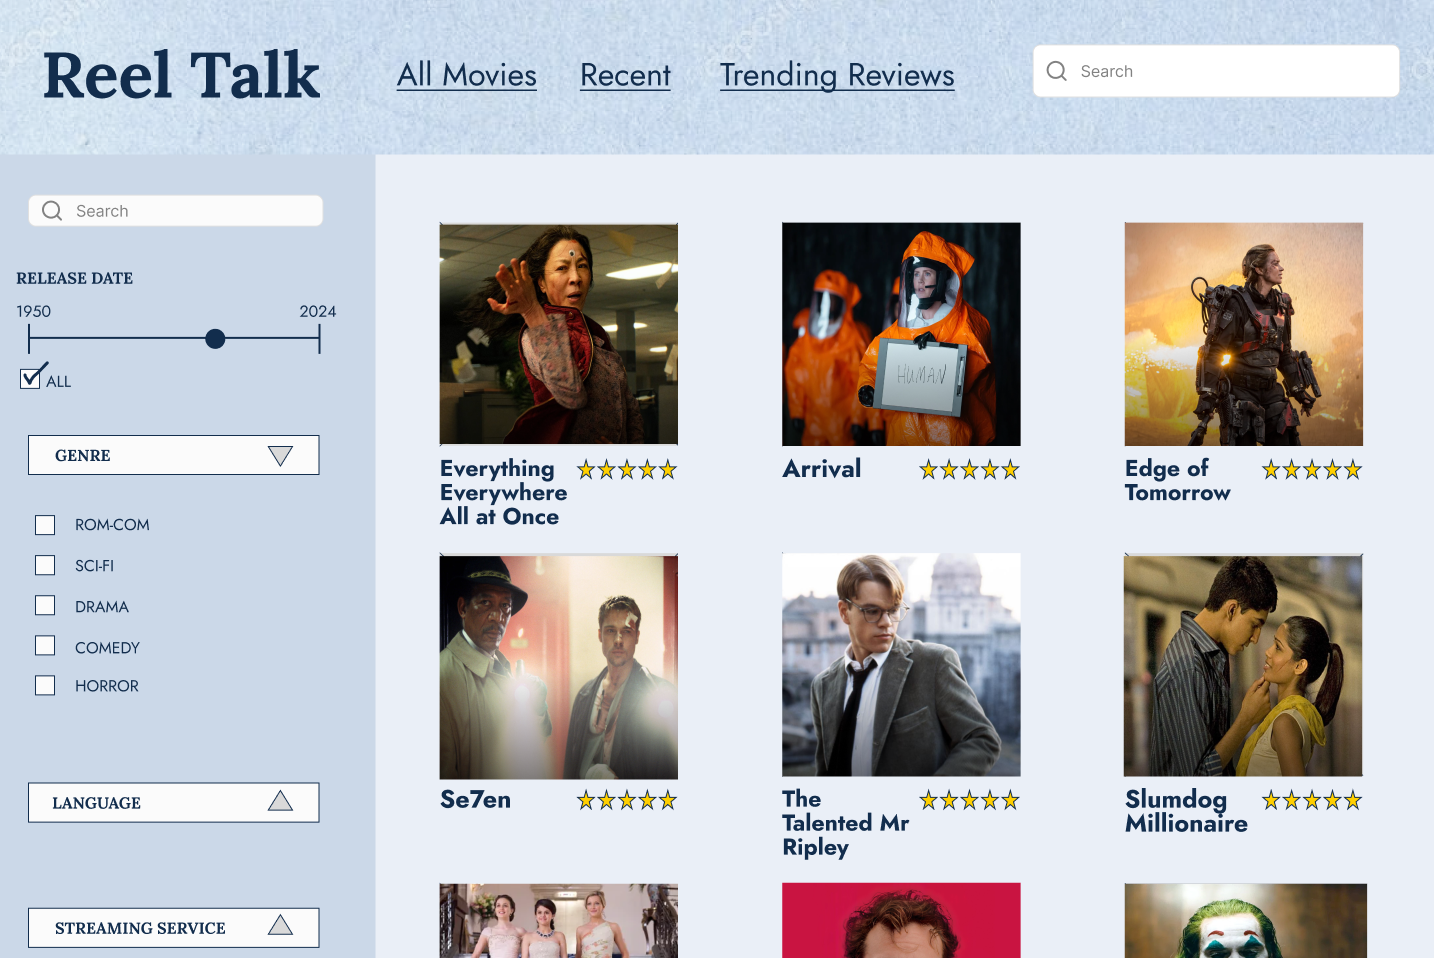 Reel Talk
All Movies
Recent
Trending Reviews
Search
Search
RELEASE DATE
1950
2024
ALL
GENRE
ROM-COM
SCI-FI
DRAMA
COMEDY
HORROR
LANGUAGE
STREAMING SERVICE
HUMAN
Everything
Everywhere
All at Once
Arrival
Edge of
Tomorrow
Se7en
The
Talented Mr
Ripley
Slumdog
Millionaire